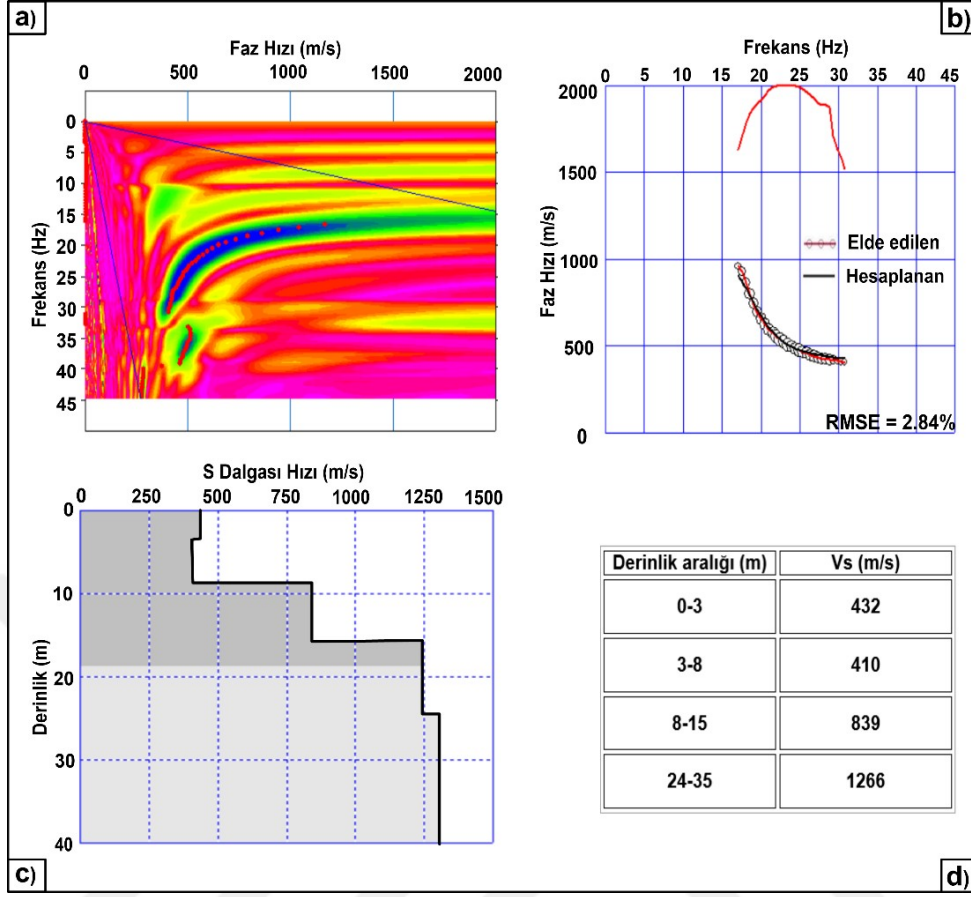 a)
Faz Hızı (m/s)
0 500 1000 1500 2000
Frekans (Hz)
0
5
10
15
20
25
30
35
40
45
b)
Frekans (Hz)
0 5 10 15 20 25 30 35 40 45
Faz Hızı (m/s)
2000
1500
1000
500
0
Elde edilen
Hesaplanan
RMSE = 2.84%
S Dalgası Hızı (m/s)
0 250 500 750 1000 1250 1500
Derinlik (m)
0
10
20
30
40
c)
Derinlik aralığı (m) Vs (m/s)
0-3 432
3-8 410
8-15 839
24-35 1266
d)